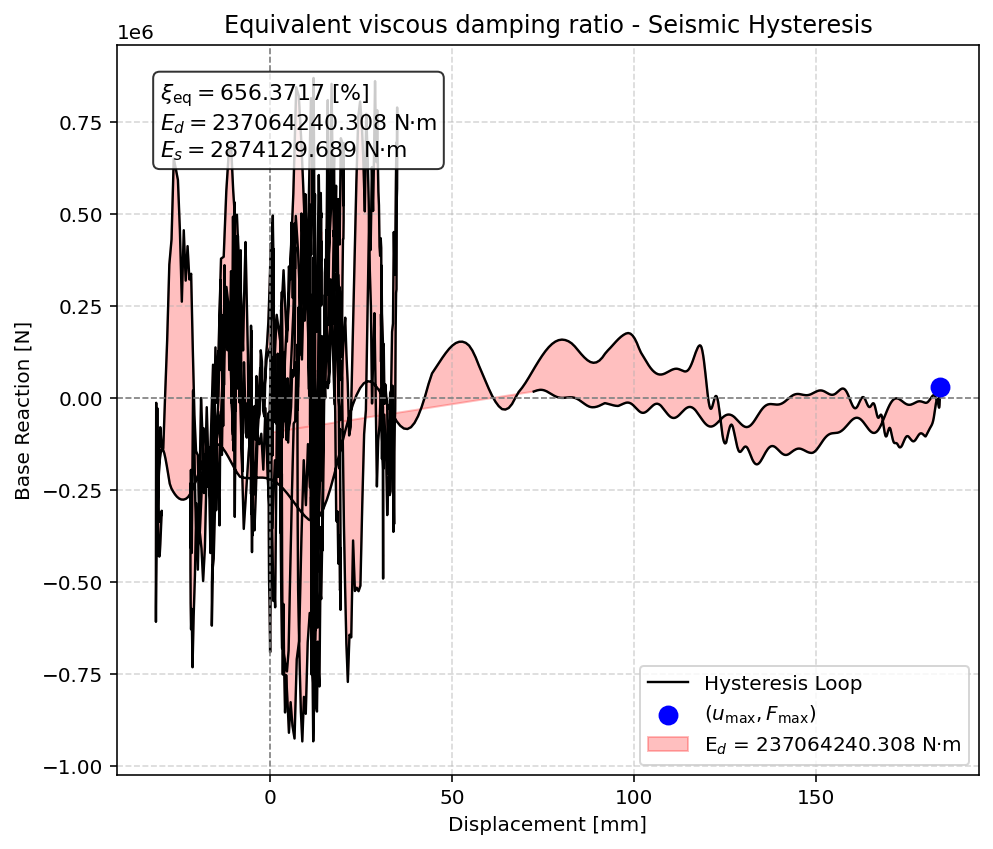 Equivalent viscous damping ratio - Seismic Hysteresis
1e6
ξeq = 656.3717 [%]
Ed = 237064240.308 N·m
Es = 2874129.689 N·m
0.75
0.50
0.25
0.00
−0.25
−0.50
−0.75
−1.00
Base Reaction [N]
0 50 100 150
Displacement [mm]
Hysteresis Loop
(umax, Fmax)
Ed = 237064240.308 N·m